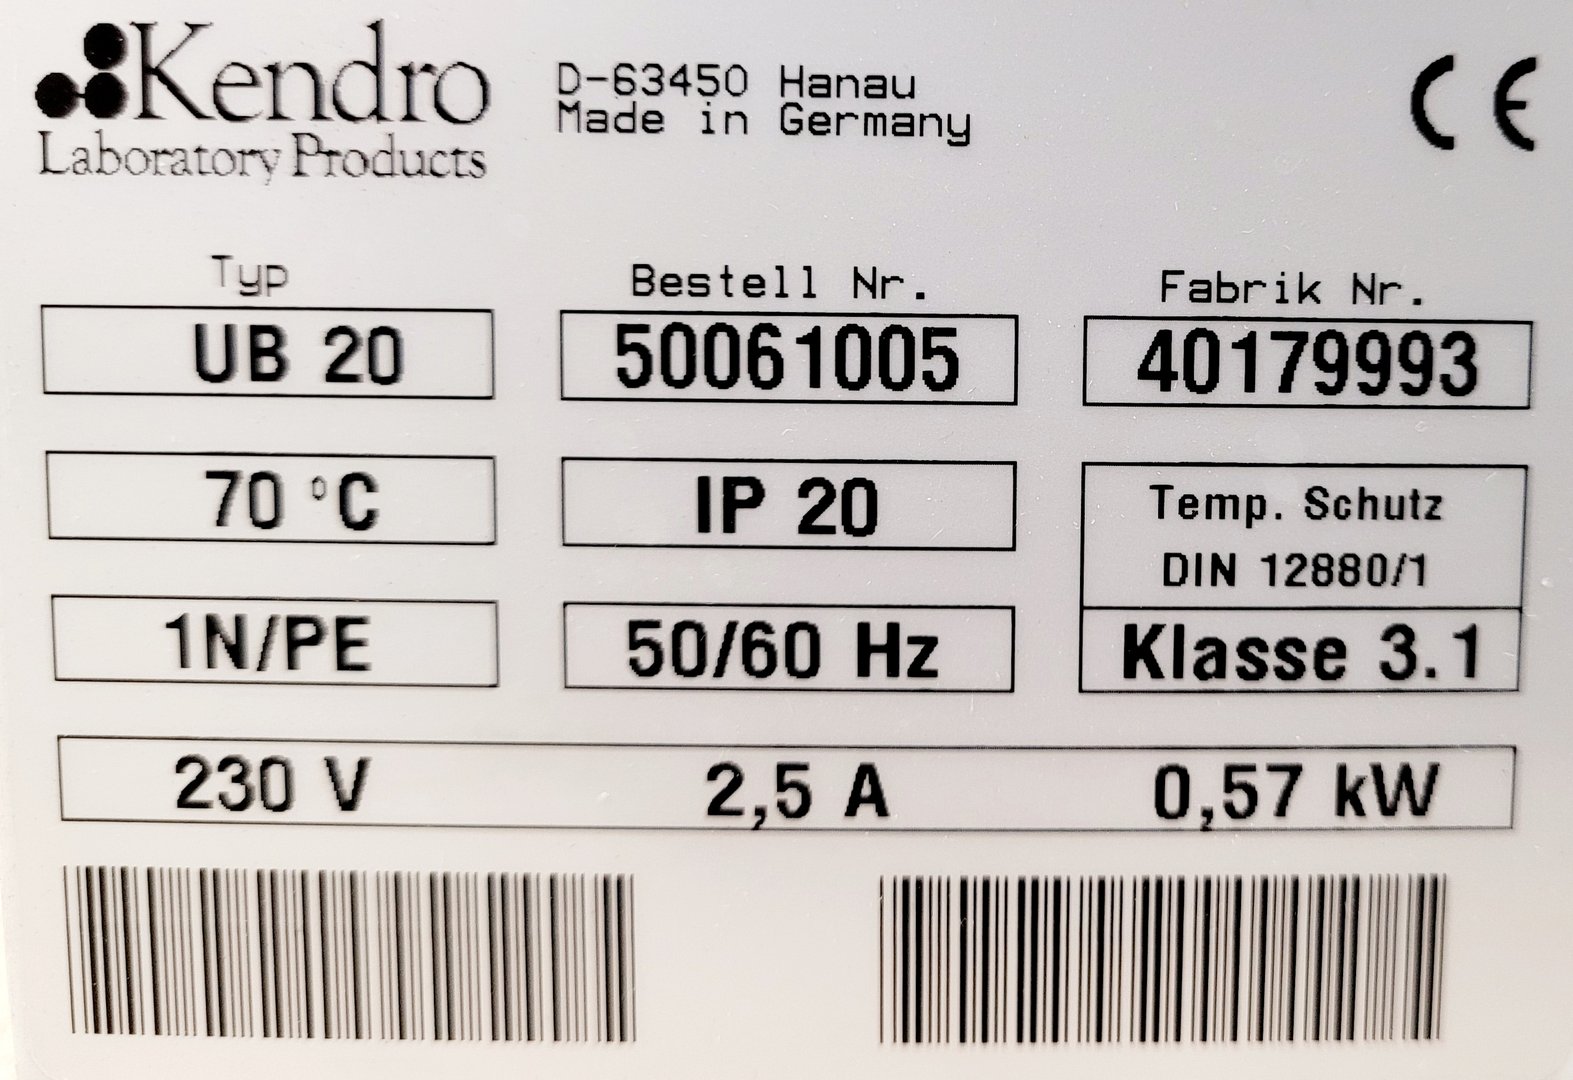 Kendro
Laboratory Products
D-63450 Hanau
Made in Germany
CE
Typ
Bestell Nr.
Fabrik Nr.
UB 20
50061005
40179993
70 °C
IP 20
Temp. Schutz
DIN 12880/1
1N/PE
50/60 Hz
Klasse 3.1
230 V 2,5 A 0,57 kW